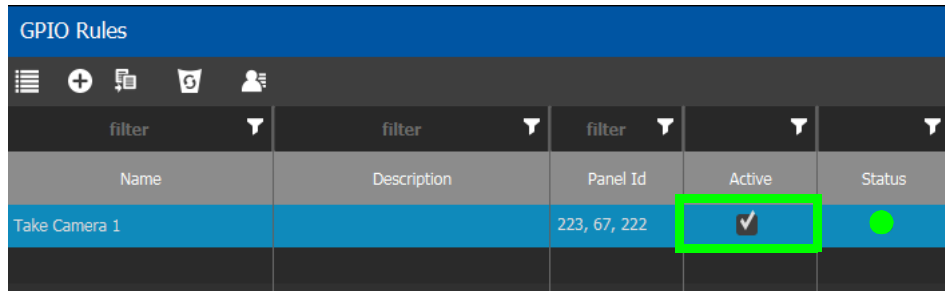 GPIO Rules
filter filter filter
Name Description Panel Id Active Status
Take Camera 1 223, 67, 222